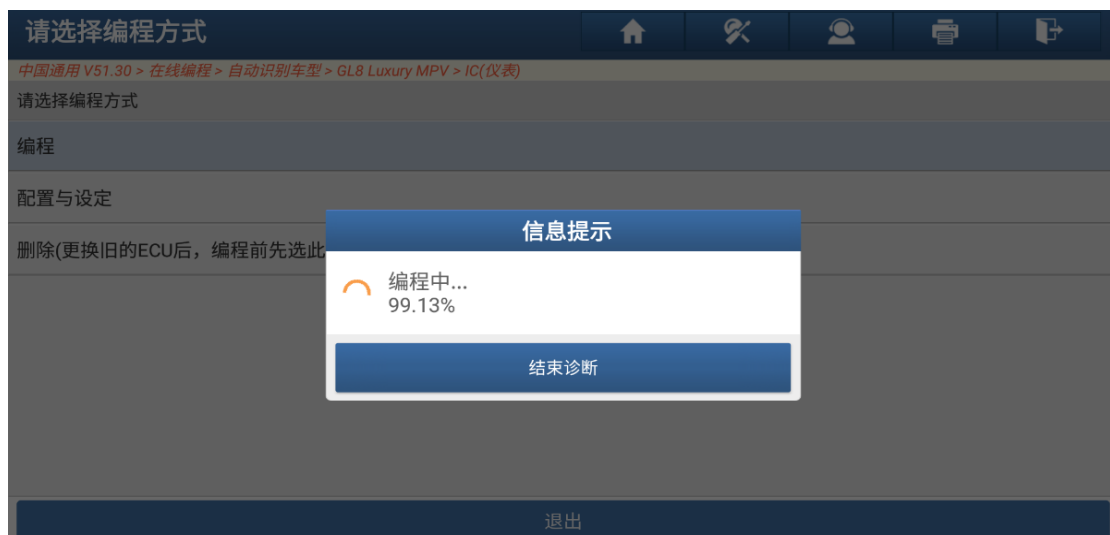 请选择编程方式
中国通用 V51.30 > 在线编程 > 自动识别车型 > GL8 Luxury MPV > IC(仪表)
请选择编程方式
编程
配置与设定
删除(更换旧的ECU后，编程前先选此
信息提示
编程中...
99.13%
结束诊断
退出